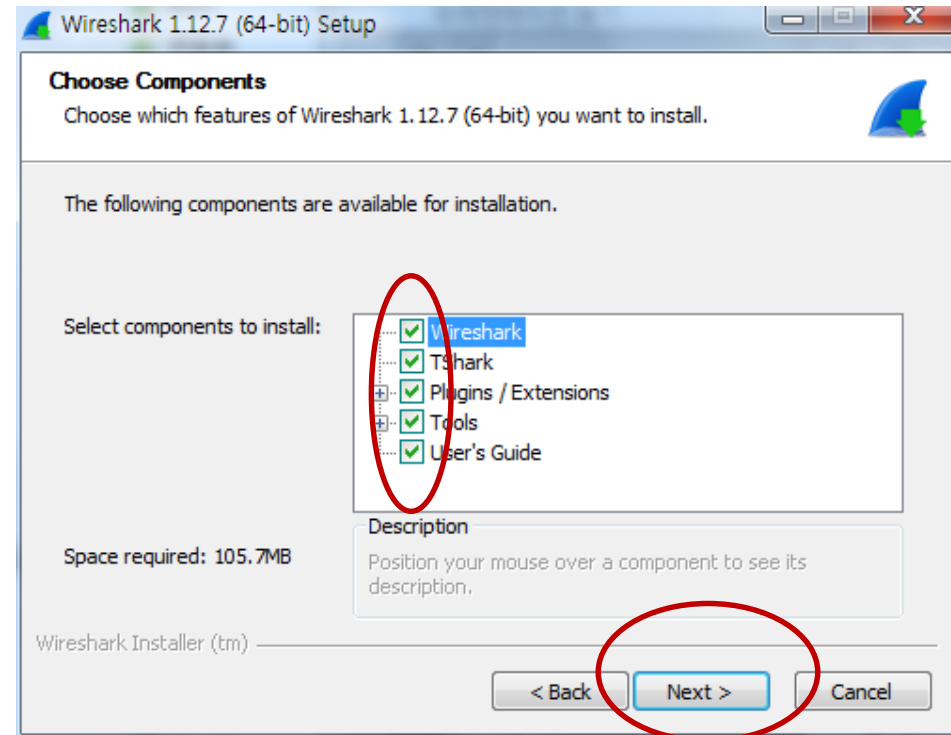 Wireshark 1.12.7 (64-bit) Setup
Choose Components
Choose which features of Wireshark 1.12.7 (64-bit) you want to install.
The following components are available for installation.
Select components to install:
Wireshark
TShark
Plugins / Extensions
Tools
User's Guide
Space required: 105.7MB
Description
Position your mouse over a component to see its
description.
Wireshark Installer (tm)
< Back
Next >
Cancel